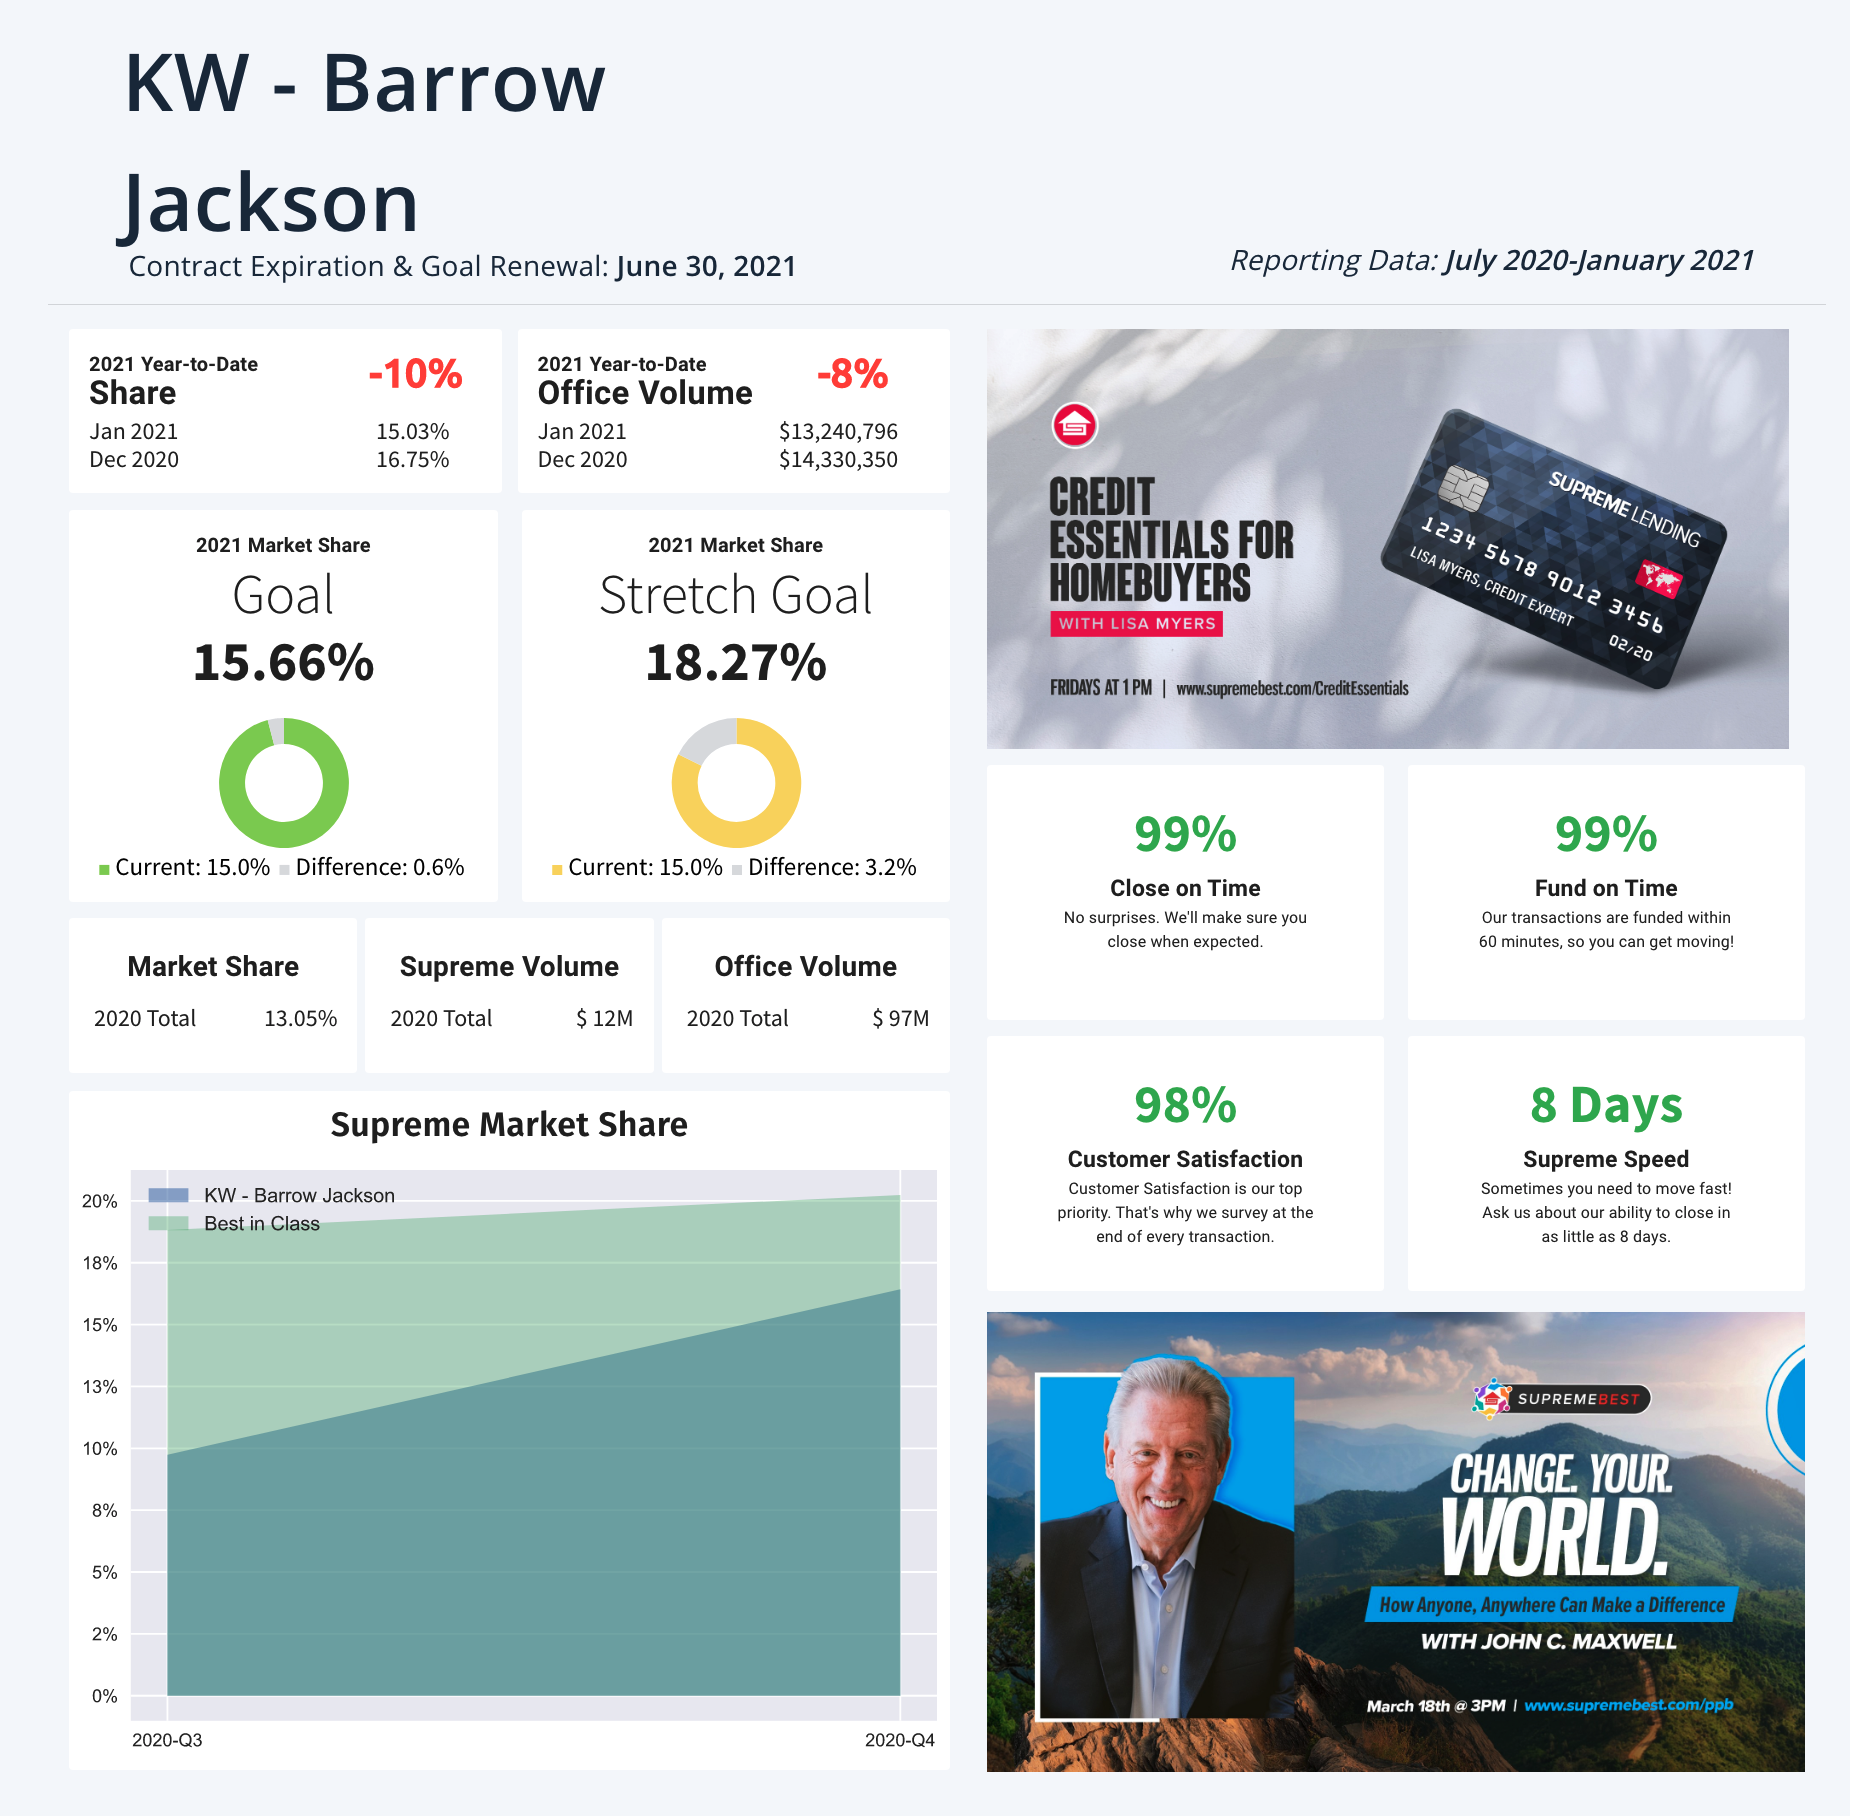 KW - Barrow
Jackson
Contract Expiration & Goal Renewal: June 30, 2021
Reporting Data: July 2020-January 2021
2021 Year-to-Date
Share
-10%
Jan 2021 15.03%
Dec 2020 16.75%
2021 Year-to-Date
Office Volume
-8%
Jan 2021 $13,240,796
Dec 2020 $14,330,350
2021 Market Share
Goal
15.66%
Current: 15.0% Difference: 0.6%
2021 Market Share
Stretch Goal
18.27%
Current: 15.0% Difference: 3.2%
Market Share
2020 Total 13.05%
Supreme Volume
2020 Total $ 12M
Office Volume
2020 Total $ 97M
Supreme Market Share
KW - Barrow Jackson
Best in Class
20%
18%
15%
13%
10%
8%
5%
2%
0%
2020-Q3 2020-Q4
CREDIT
ESSENTIALS FOR
HOMEBUYERS
WITH LISA MYERS
FRIDAYS AT 1 PM | www.supremebest.com/CreditEssentials
SUPREME LENDING
1234 5678 9012 3456
LISA MYERS, CREDIT EXPERT
02/20
99%
Close on Time
No surprises. We'll make sure you
close when expected.
99%
Fund on Time
Our transactions are funded within
60 minutes, so you can get moving!
98%
Customer Satisfaction
Customer Satisfaction is our top
priority. That's why we survey at the
end of every transaction.
8 Days
Supreme Speed
Sometimes you need to move fast!
Ask us about our ability to close in
as little as 8 days.
SUPREMEBEST
CHANGE. YOUR.
WORLD.
How Anyone, Anywhere Can Make a Difference
WITH JOHN C. MAXWELL
March 18th @ 3PM | www.supremebest.com/ppb